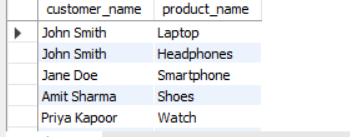 customer_name product_name
John Smith Laptop
John Smith Headphones
Jane Doe Smartphone
Amit Sharma Shoes
Priya Kapoor Watch